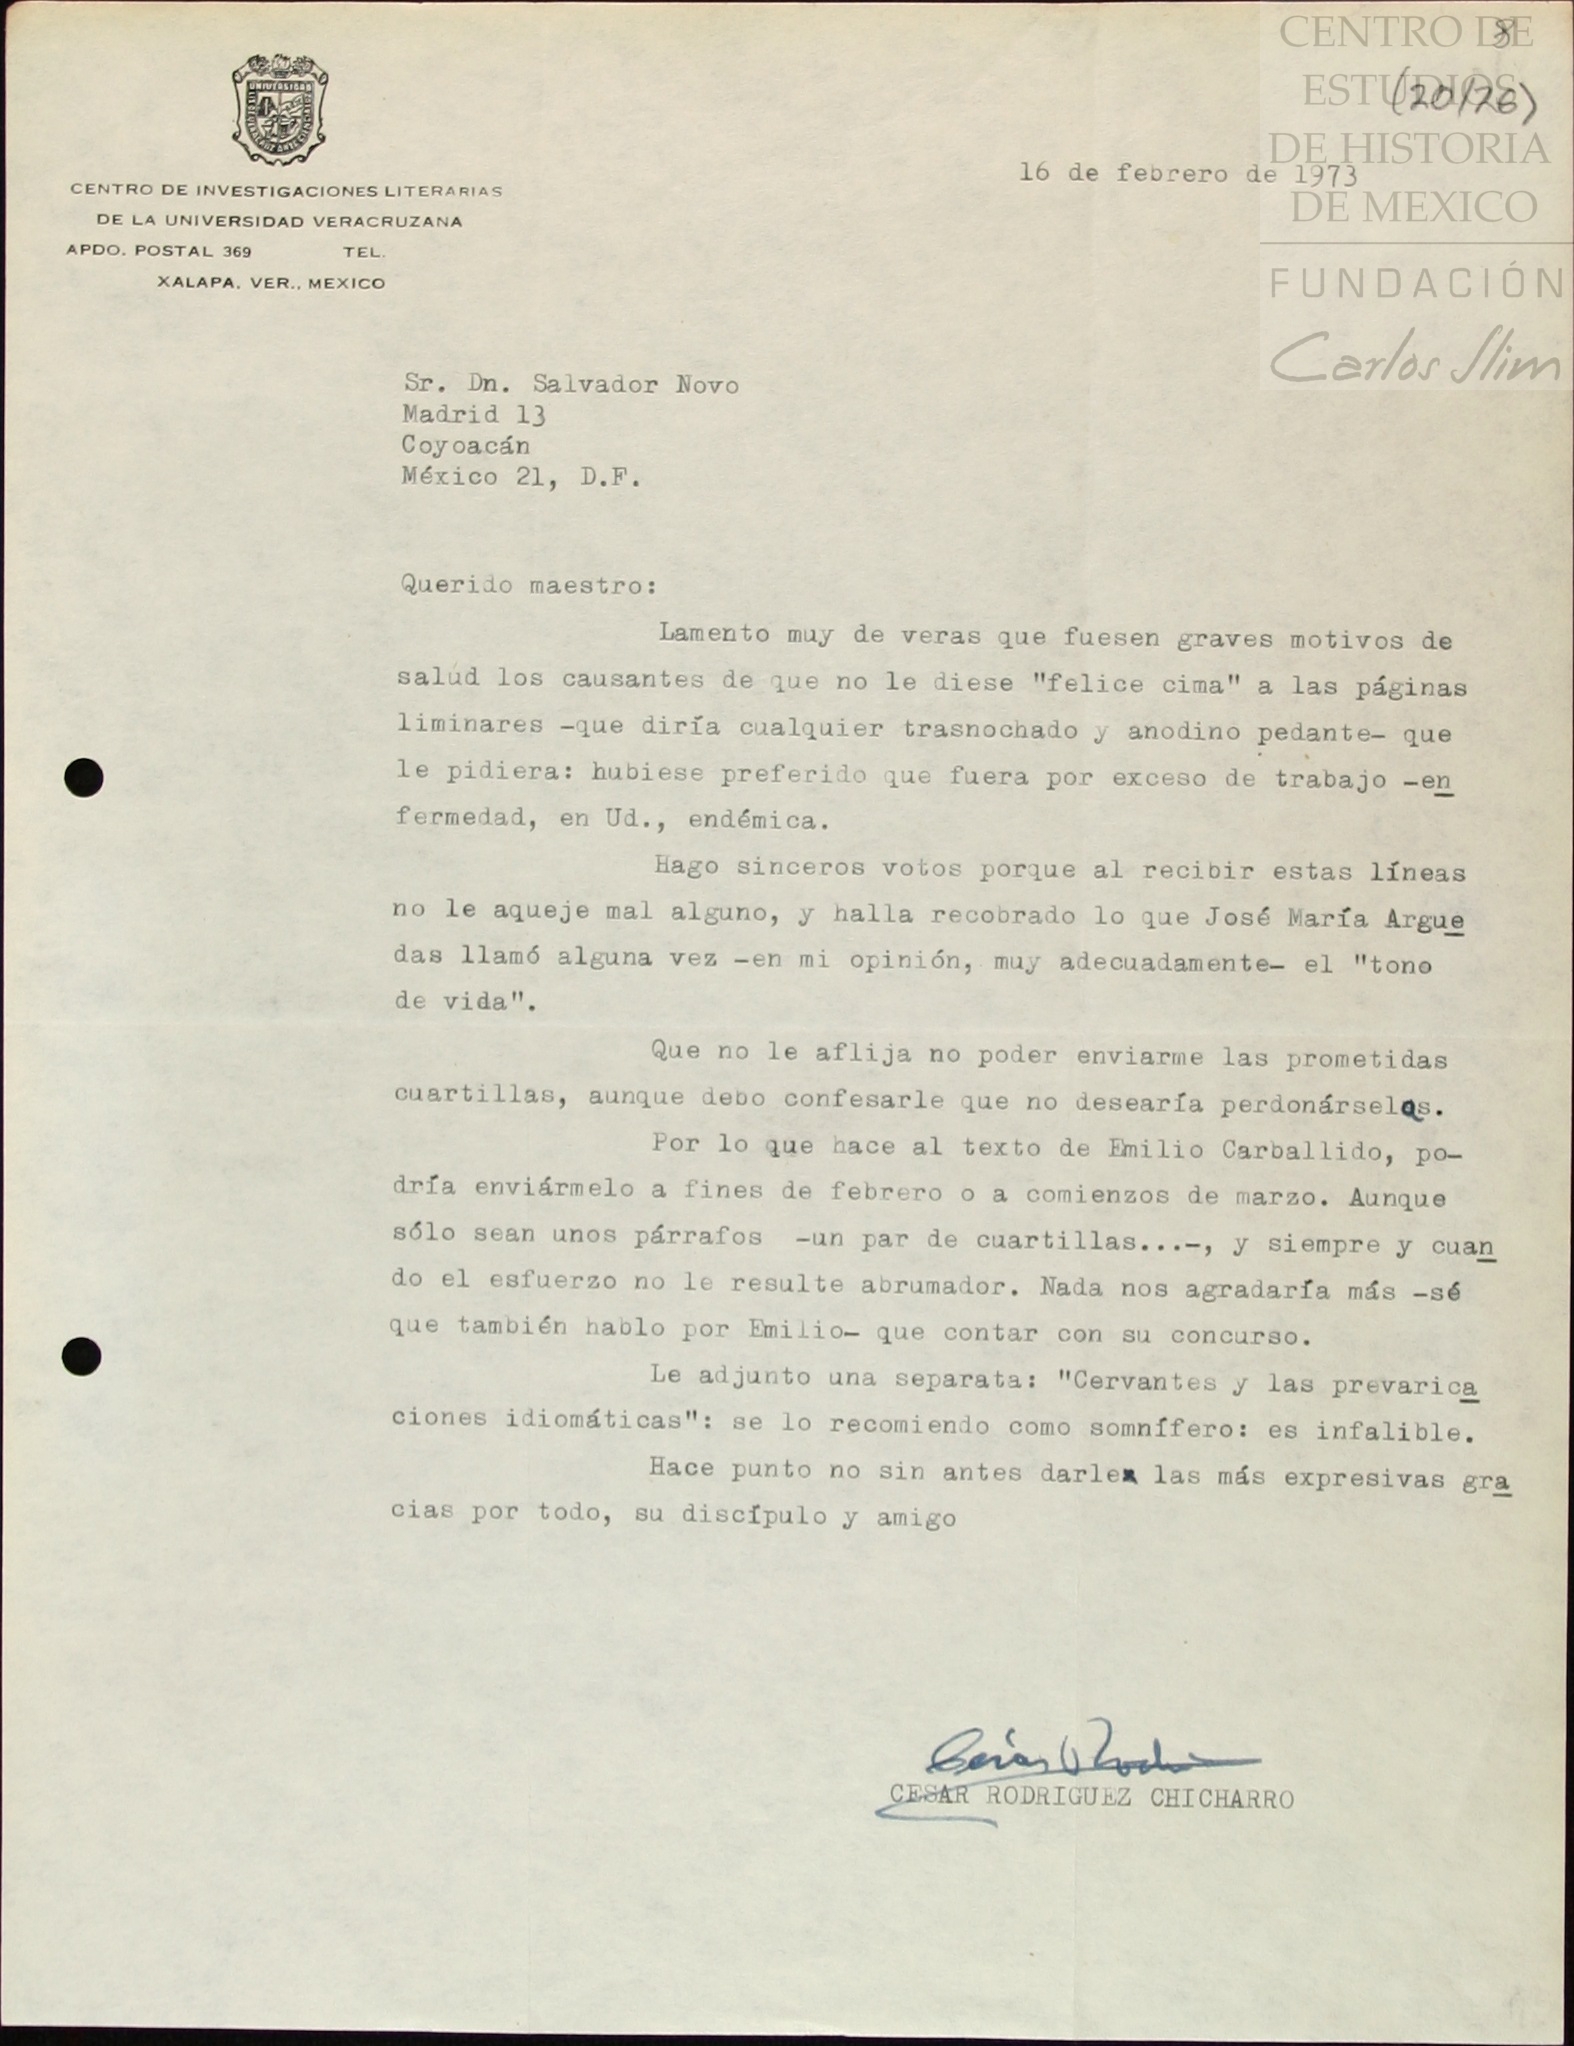 CENTRO DE
ESTUDIOS
DE HISTORIA
DE MEXICO
FUNDACIÓN
Carlos Slim
8
(20/26)
UNIVERSIDAD
CENTRO DE INVESTIGACIONES LITERARIAS
DE LA UNIVERSIDAD VERACRUZANA
APDO. POSTAL 369 TEL.
XALAPA, VER., MEXICO
16 de febrero de 1973
Sr. Dn. Salvador Novo
Madrid 13
Coyoacán
México 21, D.F.
Querido maestro:
Lamento muy de veras que fuesen graves motivos de
salud los causantes de que no le diese "felice cima" a las páginas
liminares -que diría cualquier trasnochado y anodino pedante- que
le pidiera: hubiese preferido que fuera por exceso de trabajo -en
fermedad, en Ud., endémica.
Hago sinceros votos porque al recibir estas líneas
no le aqueje mal alguno, y halla recobrado lo que José María Argue
das llamó alguna vez -en mi opinión, muy adecuadamente- el "tono
de vida".
Que no le aflija no poder enviarme las prometidas
cuartillas, aunque debo confesarle que no desearía perdonárselas.
Por lo que hace al texto de Emilio Carballido, po-
dría enviármelo a fines de febrero o a comienzos de marzo. Aunque
sólo sean unos párrafos -un par de cuartillas...-, y siempre y cuan
do el esfuerzo no le resulte abrumador. Nada nos agradaría más -sé
que también hablo por Emilio- que contar con su concurso.
Le adjunto una separata: "Cervantes y las prevarica
ciones idiomáticas": se lo recomiendo como somnífero: es infalible.
Hace punto no sin antes darle las más expresivas gra
cias por todo, su discípulo y amigo
CESAR RODRIGUEZ CHICHARRO